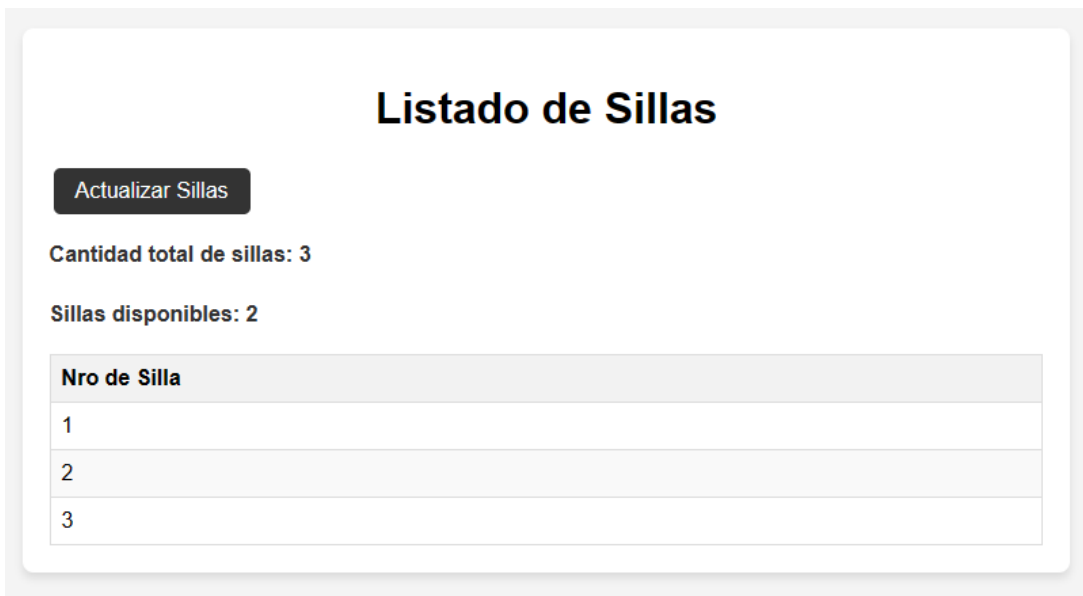 Listado de Sillas
Actualizar Sillas
Cantidad total de sillas: 3
Sillas disponibles: 2
Nro de Silla
1
2
3